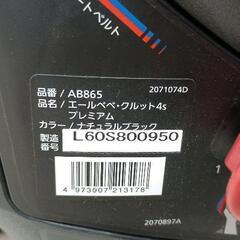 ートベルト
品番 / AB865 2071074D
品名 / エールベベ・クルット4s
プレミアム
カラー / ナチュラルブラック
製造番号 L60S800950
4 973007 213178
1
2070897A